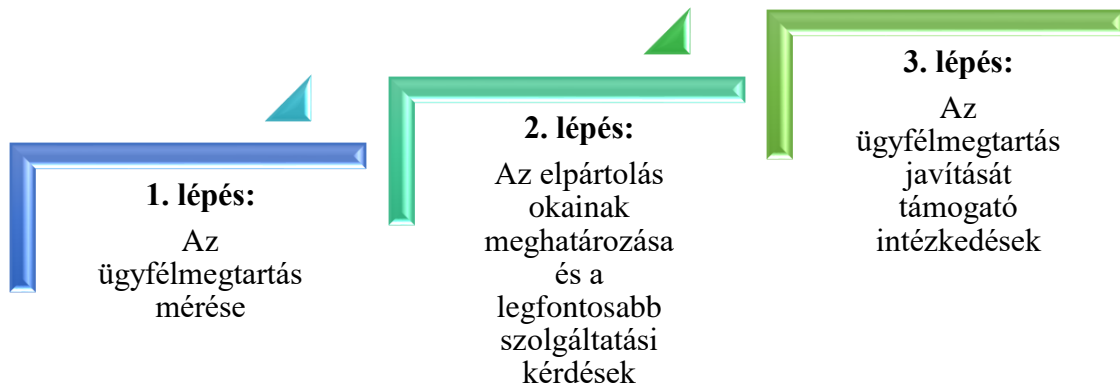 1. lépés:
Az
ügyfélmegtartás
mérése
2. lépés:
Az elpártolás
okainak
meghatározása
és a
legfontosabb
szolgáltatási
kérdések
3. lépés:
Az
ügyfélmegtartás
javítását
támogató
intézkedések